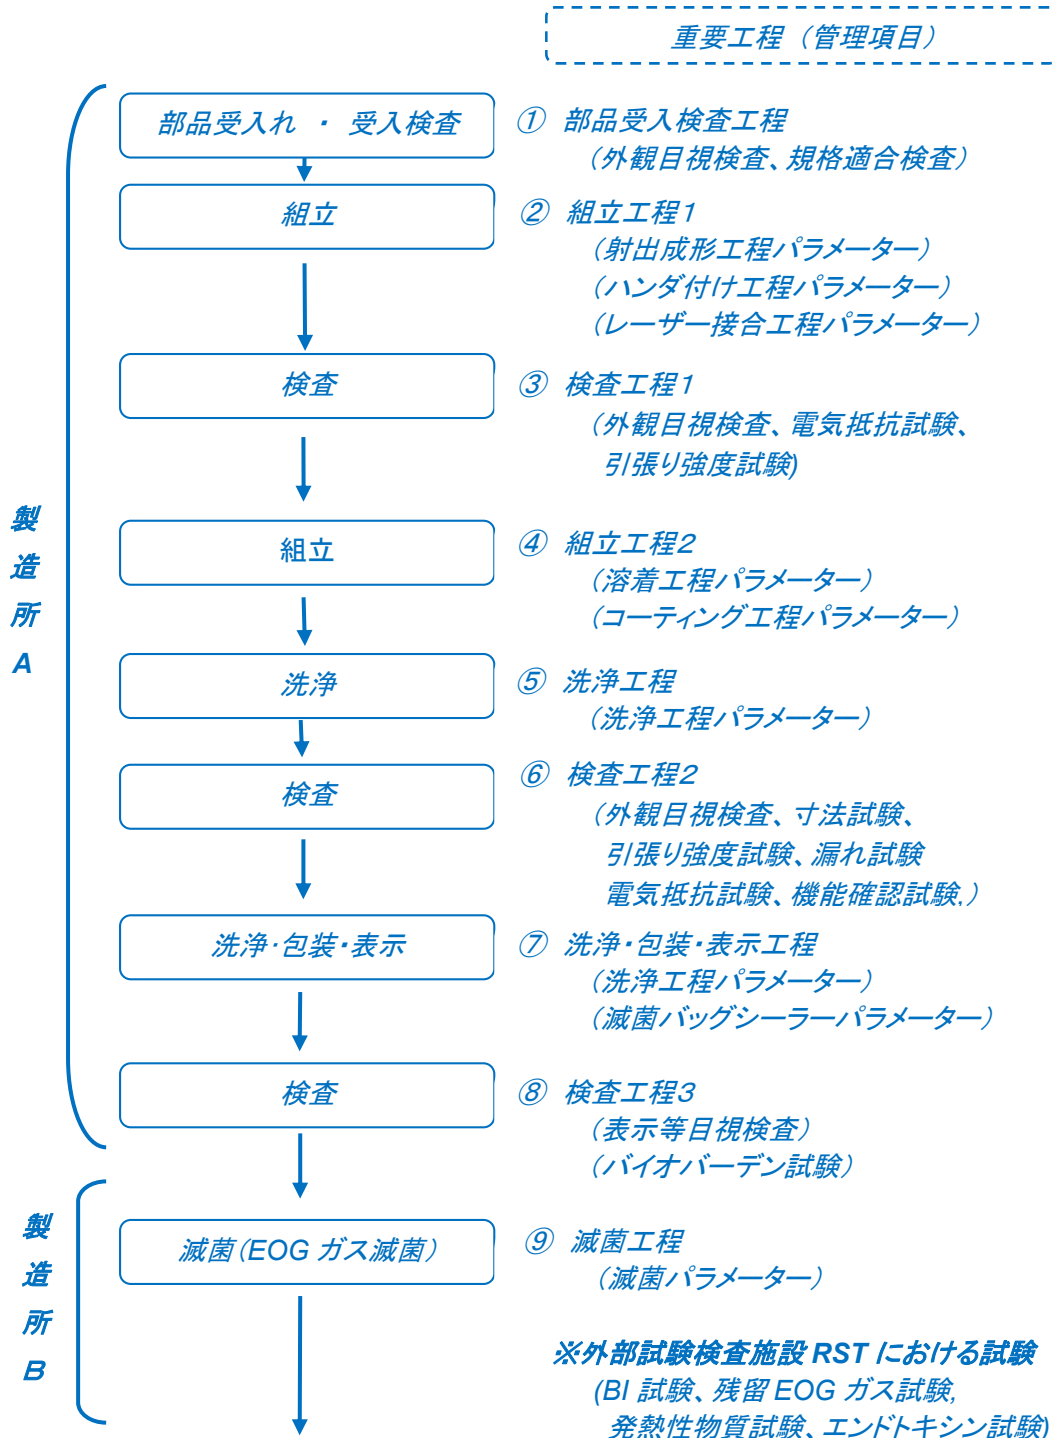 重要工程（管理項目）
部品受入れ ・ 受入検査
① 部品受入検査工程
（外観目視検査、規格適合検査）
組立
② 組立工程１
（射出成形工程パラメーター）
（ハンダ付け工程パラメーター）
（レーザー接合工程パラメーター）
検査
③ 検査工程１
（外観目視検査、電気抵抗試験、
引張り強度試験)
組立
④ 組立工程２
（溶着工程パラメーター）
（コーティング工程パラメーター）
洗浄
⑤ 洗浄工程
（洗浄工程パラメーター）
検査
⑥ 検査工程２
（外観目視検査、寸法試験、
引張り強度試験、漏れ試験
電気抵抗試験、機能確認試験,）
洗浄・包装・表示
⑦ 洗浄・包装・表示工程
（洗浄工程パラメーター）
（滅菌バッグシーラーパラメーター）
検査
⑧ 検査工程３
（表示等目視検査）
（バイオバーデン試験）
製造所A
滅菌（EOG ガス滅菌）
⑨ 滅菌工程
（滅菌パラメーター）
製造所B
※外部試験検査施設 RST における試験
(BI 試験、残留 EOG ガス試験,
発熱性物質試験、エンドトキシン試験)